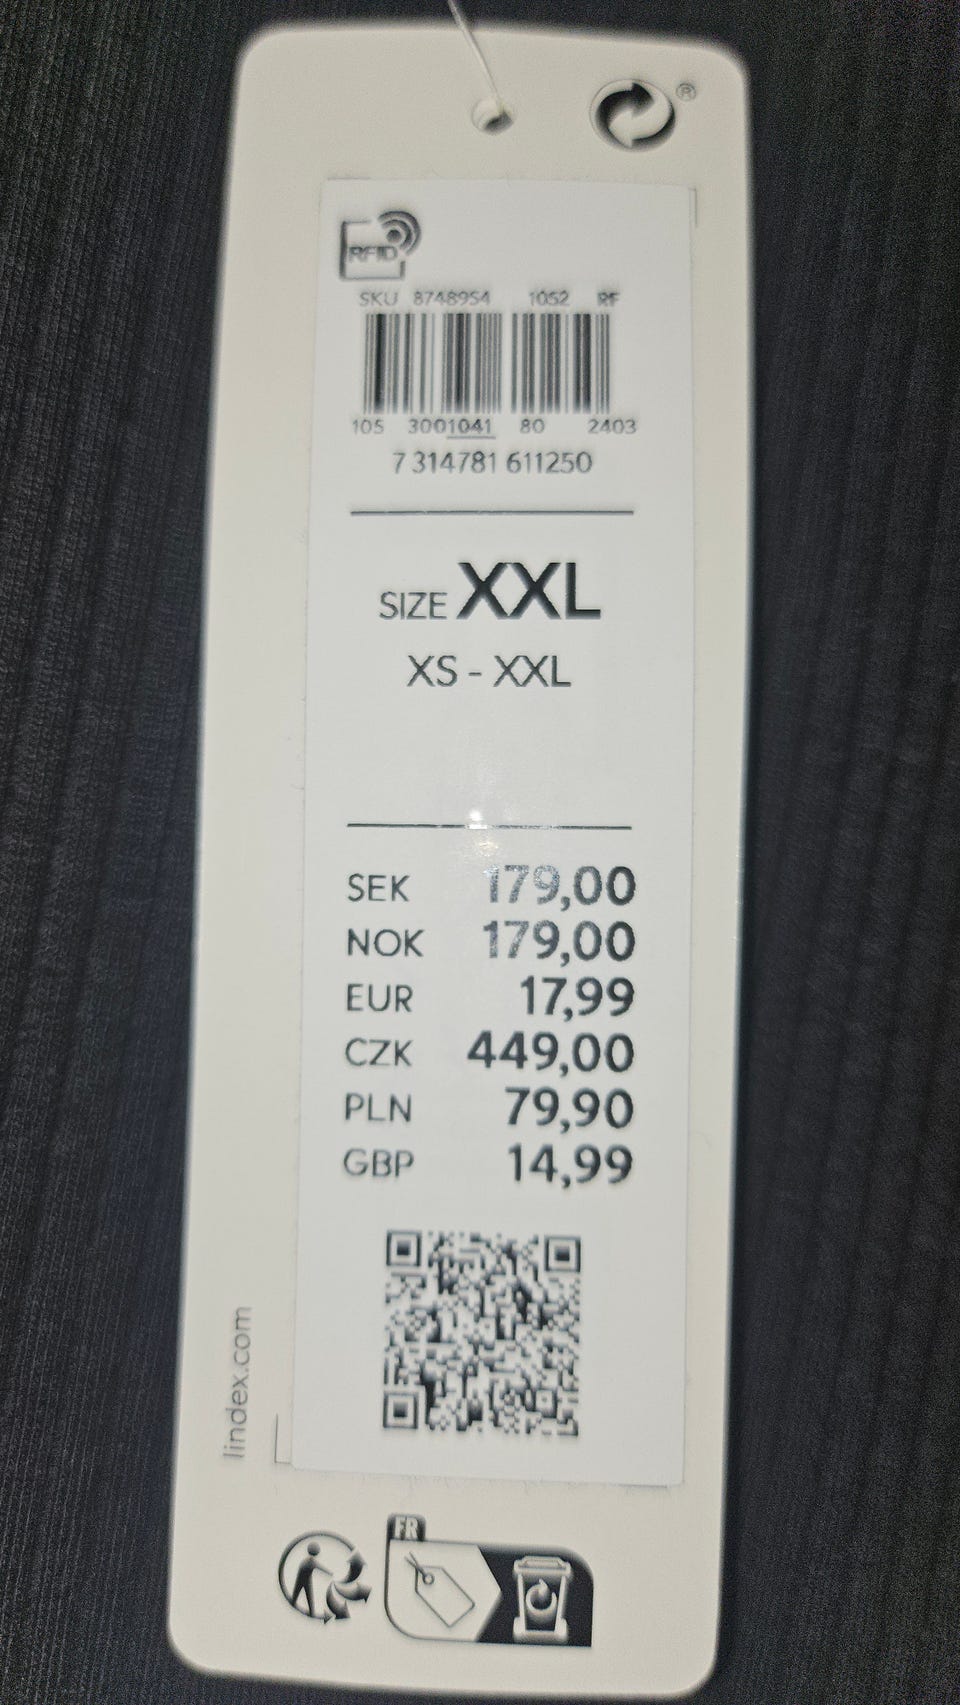 ®
RFID
SKU 8748954 1052 RF
105 3001041 80 2403
7 314781 611250
SIZE XXL
XS - XXL
SEK 179,00
NOK 179,00
EUR 17,99
CZK 449,00
PLN 79,90
GBP 14,99
lindex.com
FR